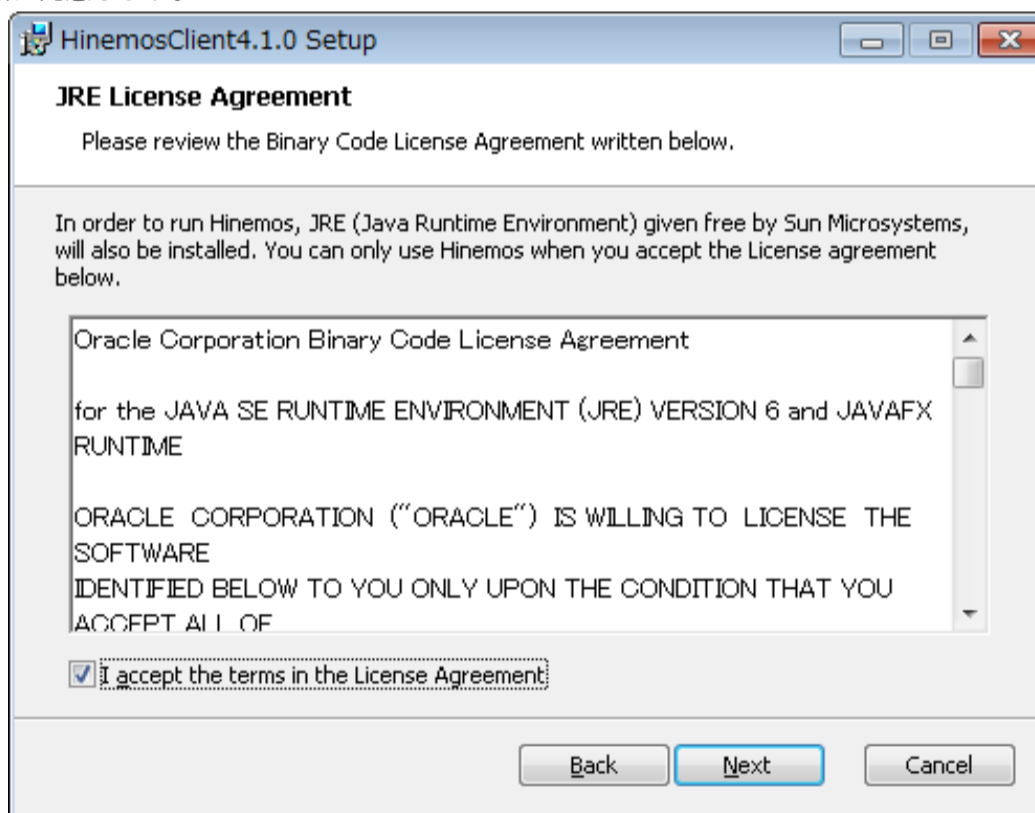 HinemosClient4.1.0 Setup
JRE License Agreement
Please review the Binary Code License Agreement written below.
In order to run Hinemos, JRE (Java Runtime Environment) given free by Sun Microsystems,
will also be installed. You can only use Hinemos when you accept the License agreement
below.
Oracle Corporation Binary Code License Agreement
for the JAVA SE RUNTIME ENVIRONMENT (JRE) VERSION 6 and JAVAFX
RUNTIME
ORACLE CORPORATION ("ORACLE") IS WILLING TO LICENSE THE
SOFTWARE
IDENTIFIED BELOW TO YOU ONLY UPON THE CONDITION THAT YOU
ACCEPT ALL OF
I accept the terms in the License Agreement
Back Next Cancel